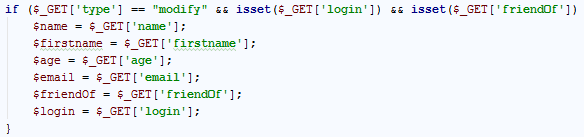 if ($_GET['type'] == "modify" && isset($_GET['login']) && isset($_GET['friendOf'])
$name = $_GET['name'];
$firstname = $_GET['firstname'];
$age = $_GET['age'];
$email = $_GET['email'];
$friendOf = $_GET['friendOf'];
$login = $_GET['login'];
}